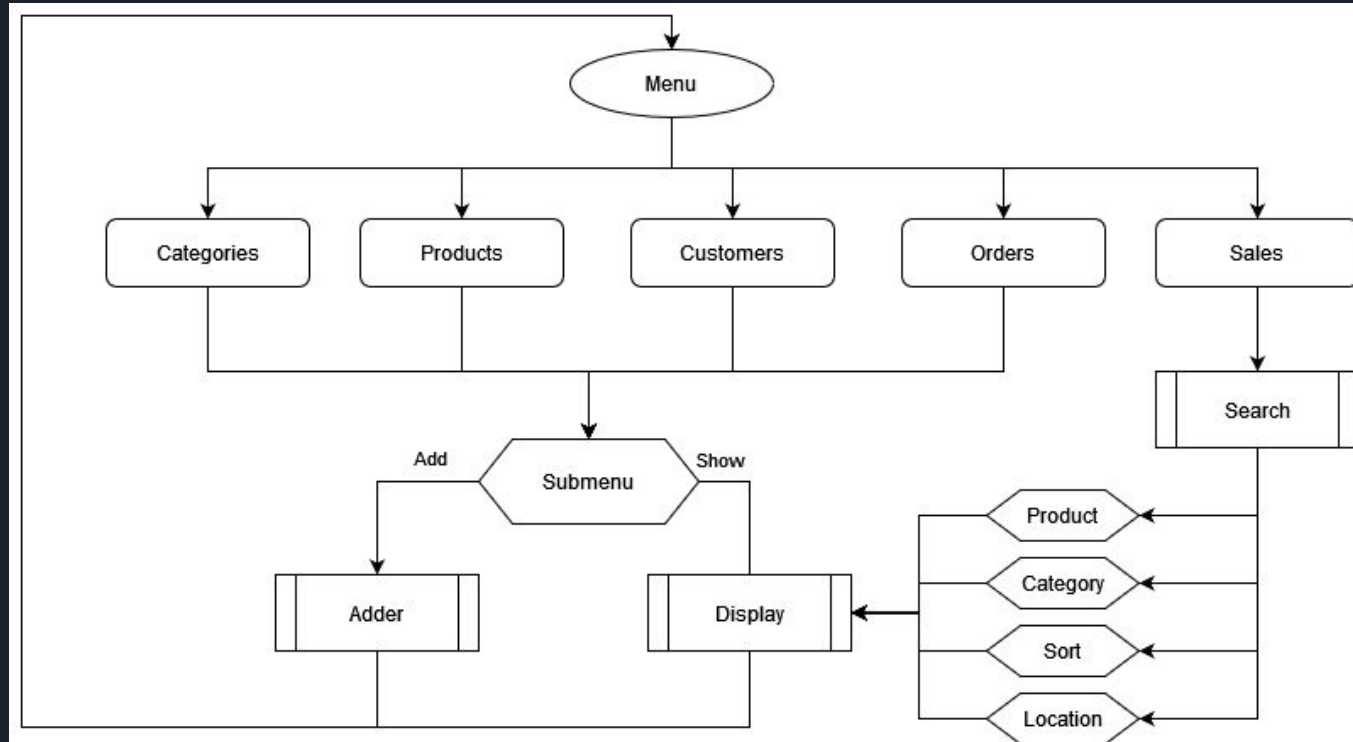 Menu
Categories
Products
Customers
Orders
Sales
Search
Add
Show
Submenu
Product
Category
Adder
Display
Sort
Location